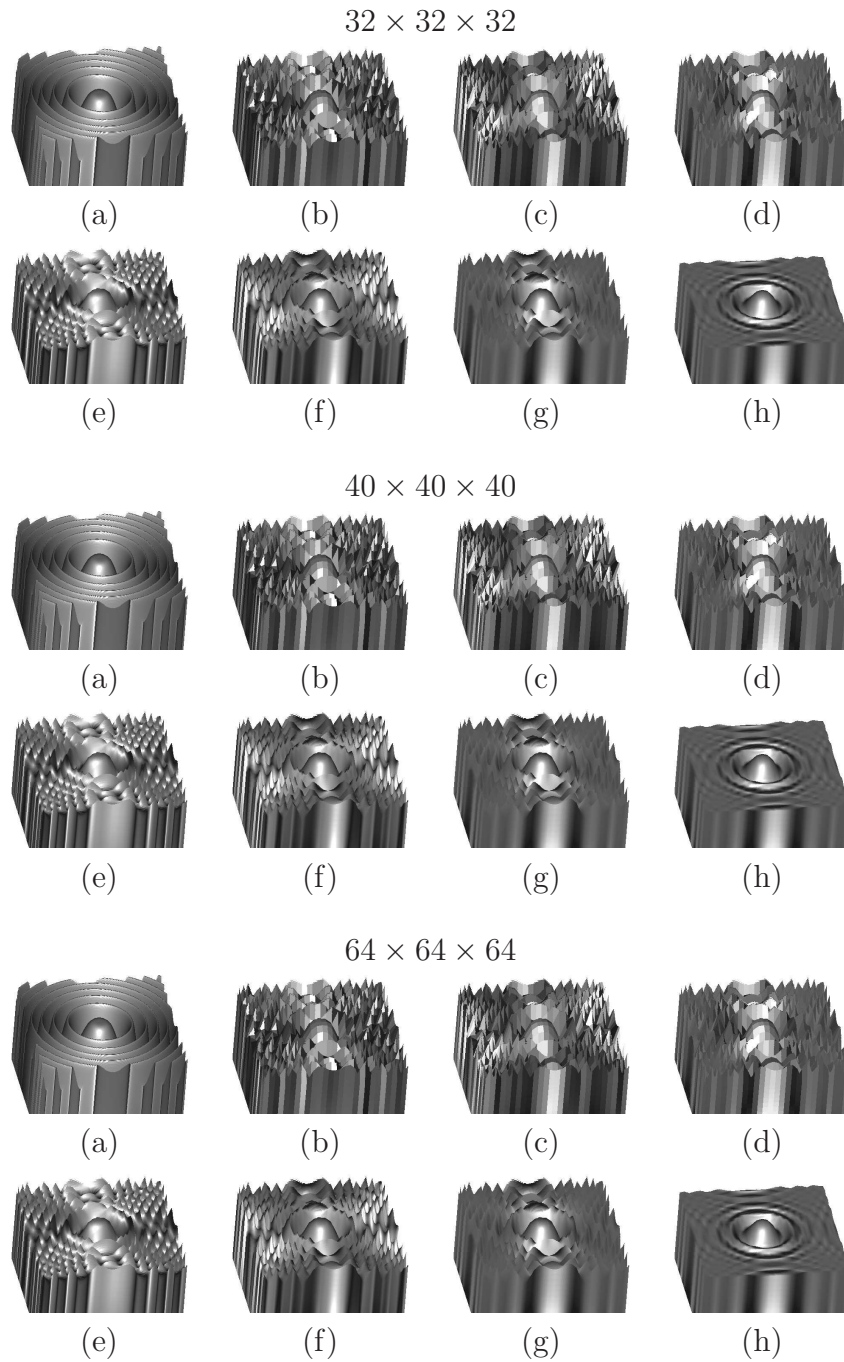 32 × 32 × 32
(a) (b) (c) (d)
(e) (f) (g) (h)
40 × 40 × 40
(a) (b) (c) (d)
(e) (f) (g) (h)
64 × 64 × 64
(a) (b) (c) (d)
(e) (f) (g) (h)